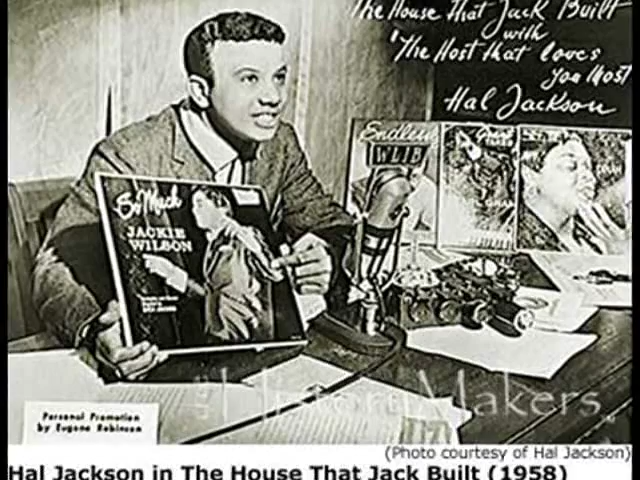 The House That Jack Built
with
'The Host that loves
you Most
Hal Jackson
Endless
WLIB
So Much
JACKIE
WILSON
Personal Promotion
by Eugene Robinson
The HistoryMakers
(Photo courtesy of Hal Jackson)
Hal Jackson in The House That Jack Built (1958)